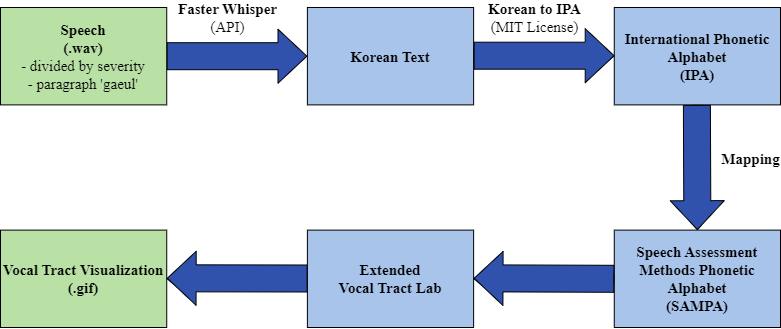 Speech
(.wav)
- divided by severity
- paragraph 'gaeul'
Faster Whisper
(API)
Korean Text
Korean to IPA
(MIT License)
International Phonetic
Alphabet
(IPA)
Mapping
Speech Assessment
Methods Phonetic
Alphabet
(SAMPA)
Extended
Vocal Tract Lab
Vocal Tract Visualization
(.gif)